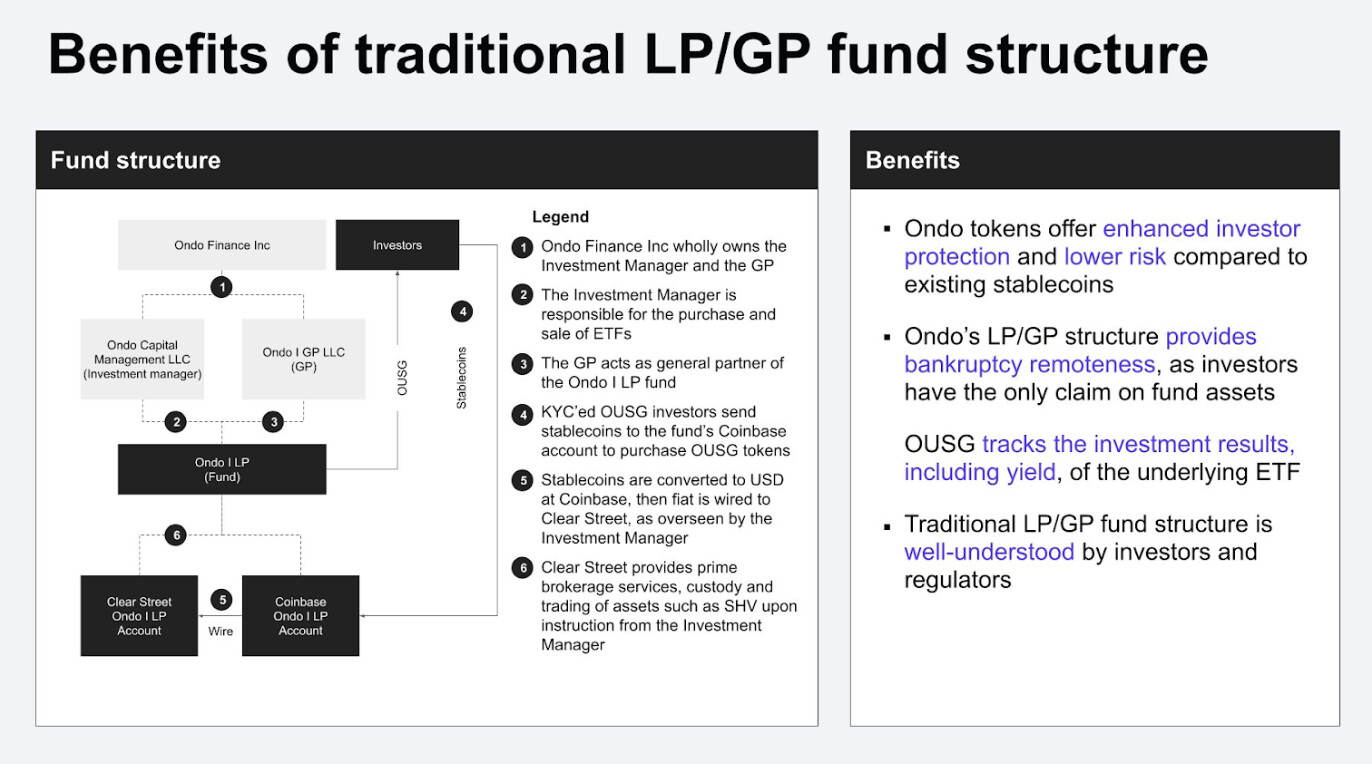 Benefits of traditional LP/GP fund structure
Fund structure
Ondo Finance Inc
Investors
1
Ondo Capital
Management LLC
(Investment manager)
Ondo I GP LLC
(GP)
OUSG
4
Stablecoins
2
3
Ondo I LP
(Fund)
6
Clear Street
Ondo I LP
Account
5
Wire
Coinbase
Ondo I LP
Account
Legend
1 Ondo Finance Inc wholly owns the
Investment Manager and the GP
2 The Investment Manager is
responsible for the purchase and
sale of ETFs
3 The GP acts as general partner of
the Ondo I LP fund
4 KYC'ed OUSG investors send
stablecoins to the fund's Coinbase
account to purchase OUSG tokens
5 Stablecoins are converted to USD
at Coinbase, then fiat is wired to
Clear Street, as overseen by the
Investment Manager
6 Clear Street provides prime
brokerage services, custody and
trading of assets such as SHV upon
instruction from the Investment
Manager
Benefits
▪ Ondo tokens offer enhanced investor
protection and lower risk compared to
existing stablecoins
▪ Ondo's LP/GP structure provides
bankruptcy remoteness, as investors
have the only claim on fund assets
OUSG tracks the investment results,
including yield, of the underlying ETF
▪ Traditional LP/GP fund structure is
well-understood by investors and
regulators